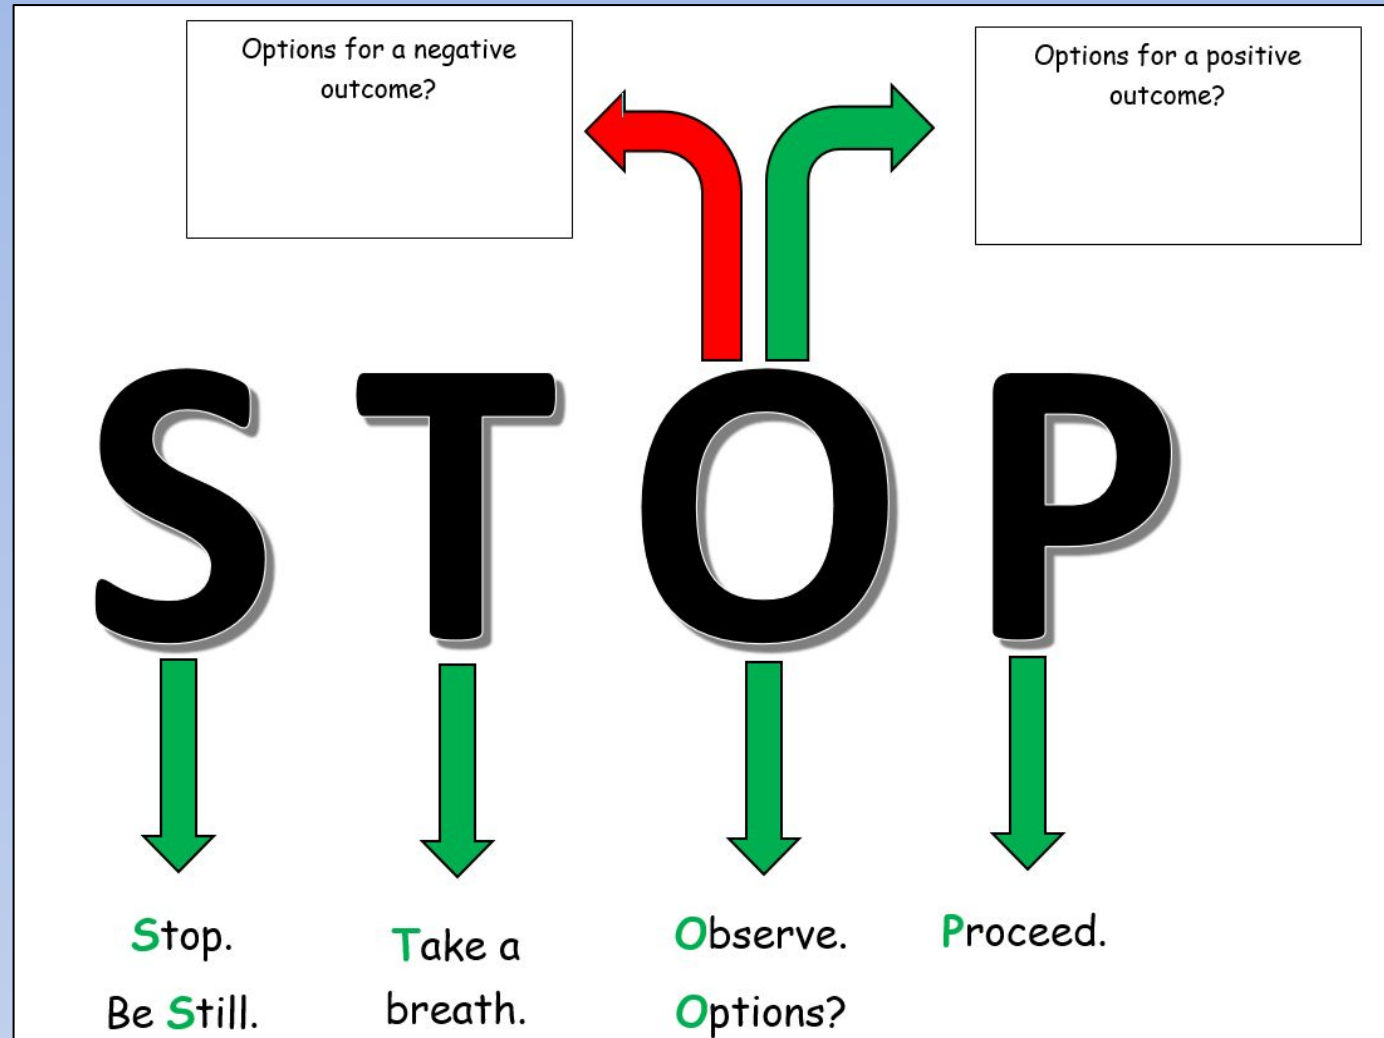 Options for a negative
outcome?
Options for a positive
outcome?
STOP
Stop.
Be Still.
Take a
breath.
Observe.
Options?
Proceed.